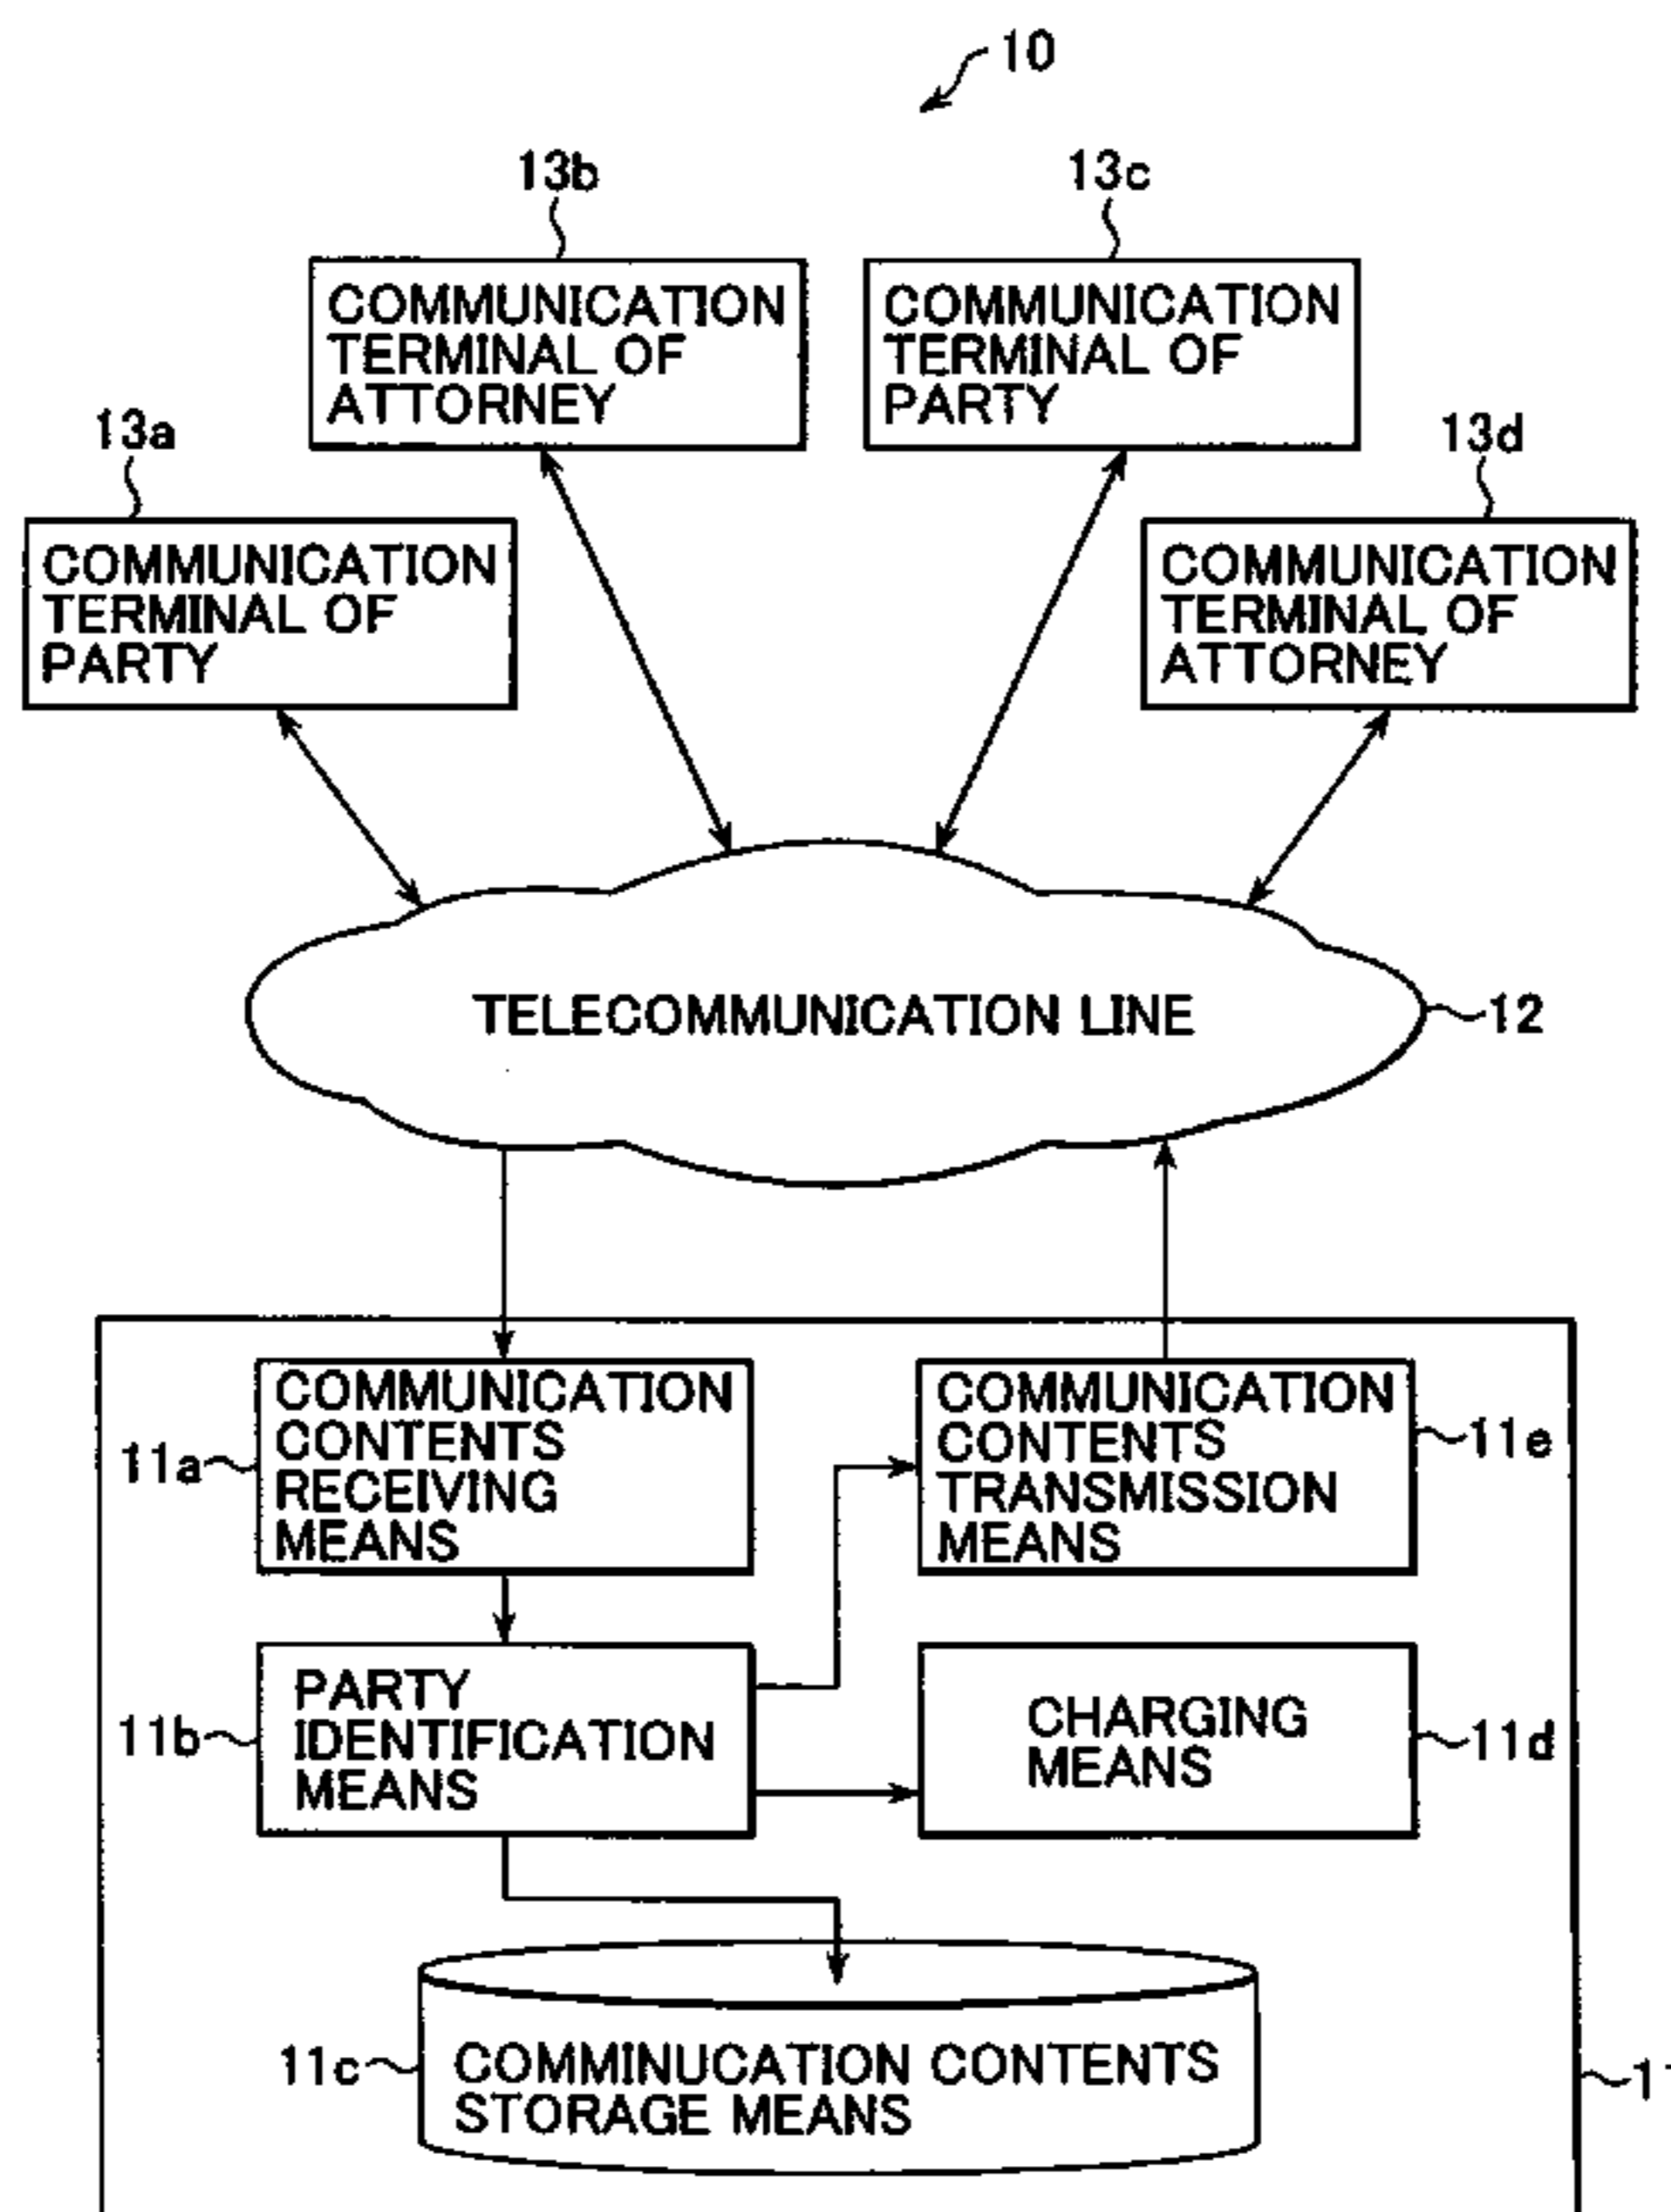 10
13b
13c
COMMUNICATION
TERMINAL OF
ATTORNEY
COMMUNICATION
TERMINAL OF
PARTY
13a
13d
COMMUNICATION
TERMINAL OF
PARTY
COMMUNICATION
TERMINAL OF
ATTORNEY
TELECOMMUNICATION LINE
12
COMMUNICATION
CONTENTS
RECEIVING
MEANS
11a
COMMUNICATION
CONTENTS
TRANSMISSION
MEANS
11e
PARTY
IDENTIFICATION
MEANS
11b
CHARGING
MEANS
11d
11c
COMMINUCATION CONTENTS
STORAGE MEANS